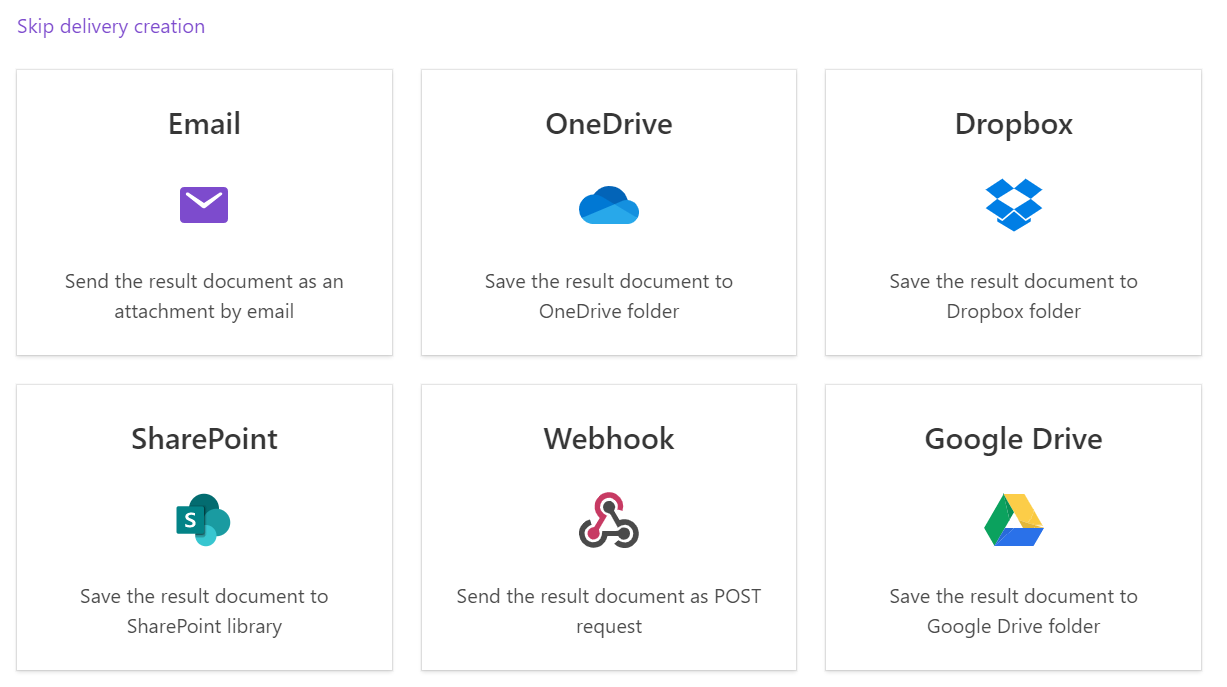 Skip delivery creation
Email
Send the result document as an
attachment by email
OneDrive
Save the result document to
OneDrive folder
Dropbox
Save the result document to
Dropbox folder
SharePoint
S
Save the result document to
SharePoint library
Webhook
Send the result document as POST
request
Google Drive
Save the result document to
Google Drive folder